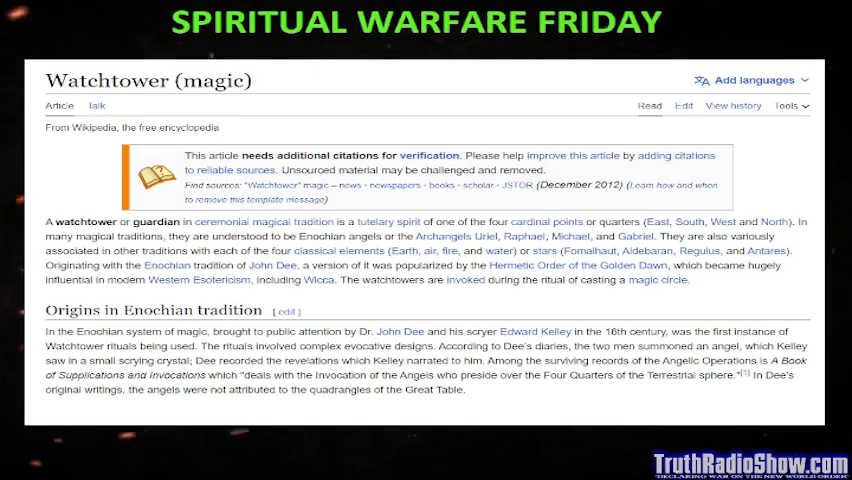 SPIRITUAL WARFARE FRIDAY
Watchtower (magic)
Add languages
Article Talk Read Edit View history Tools
From Wikipedia, the free encyclopedia
This article needs additional citations for verification. Please help improve this article by adding citations
to reliable sources. Unsourced material may be challenged and removed.
Find sources: "Watchtower" magic – news · newspapers · books · scholar · JSTOR (December 2012) (Learn how and when
to remove this template message)
A watchtower or guardian in ceremonial magical tradition is a tutelary spirit of one of the four cardinal points or quarters (East, South, West and North). In
many magical traditions, they are understood to be Enochian angels or the Archangels Uriel, Raphael, Michael, and Gabriel. They are also variously
associated in other traditions with each of the four classical elements (Earth, air, fire, and water) or stars (Fomalhaut, Aldebaran, Regulus, and Antares).
Originating with the Enochian tradition of John Dee, a version of it was popularized by the Hermetic Order of the Golden Dawn, which became hugely
influential in modern Western Esotericism, including Wicca. The watchtowers are invoked during the ritual of casting a magic circle.
Origins in Enochian tradition [ edit ]
In the Enochian system of magic, brought to public attention by Dr. John Dee and his scryer Edward Kelley in the 16th century, was the first instance of
Watchtower rituals being used. The rituals involved complex evocative designs. According to Dee's diaries, the two men summoned an angel, which Kelley
saw in a small scrying crystal; Dee recorded the revelations which Kelley narrated to him. Among the surviving records of the Angelic Operations is A Book
of Supplications and Invocations which "deals with the Invocation of the Angels who preside over the Four Quarters of the Terrestrial sphere."[1] In Dee's
original writings, the angels were not attributed to the quadrangles of the Great Table.
TruthRadioShow.com
"DECLARING WAR ON THE NEW WORLD ORDER"